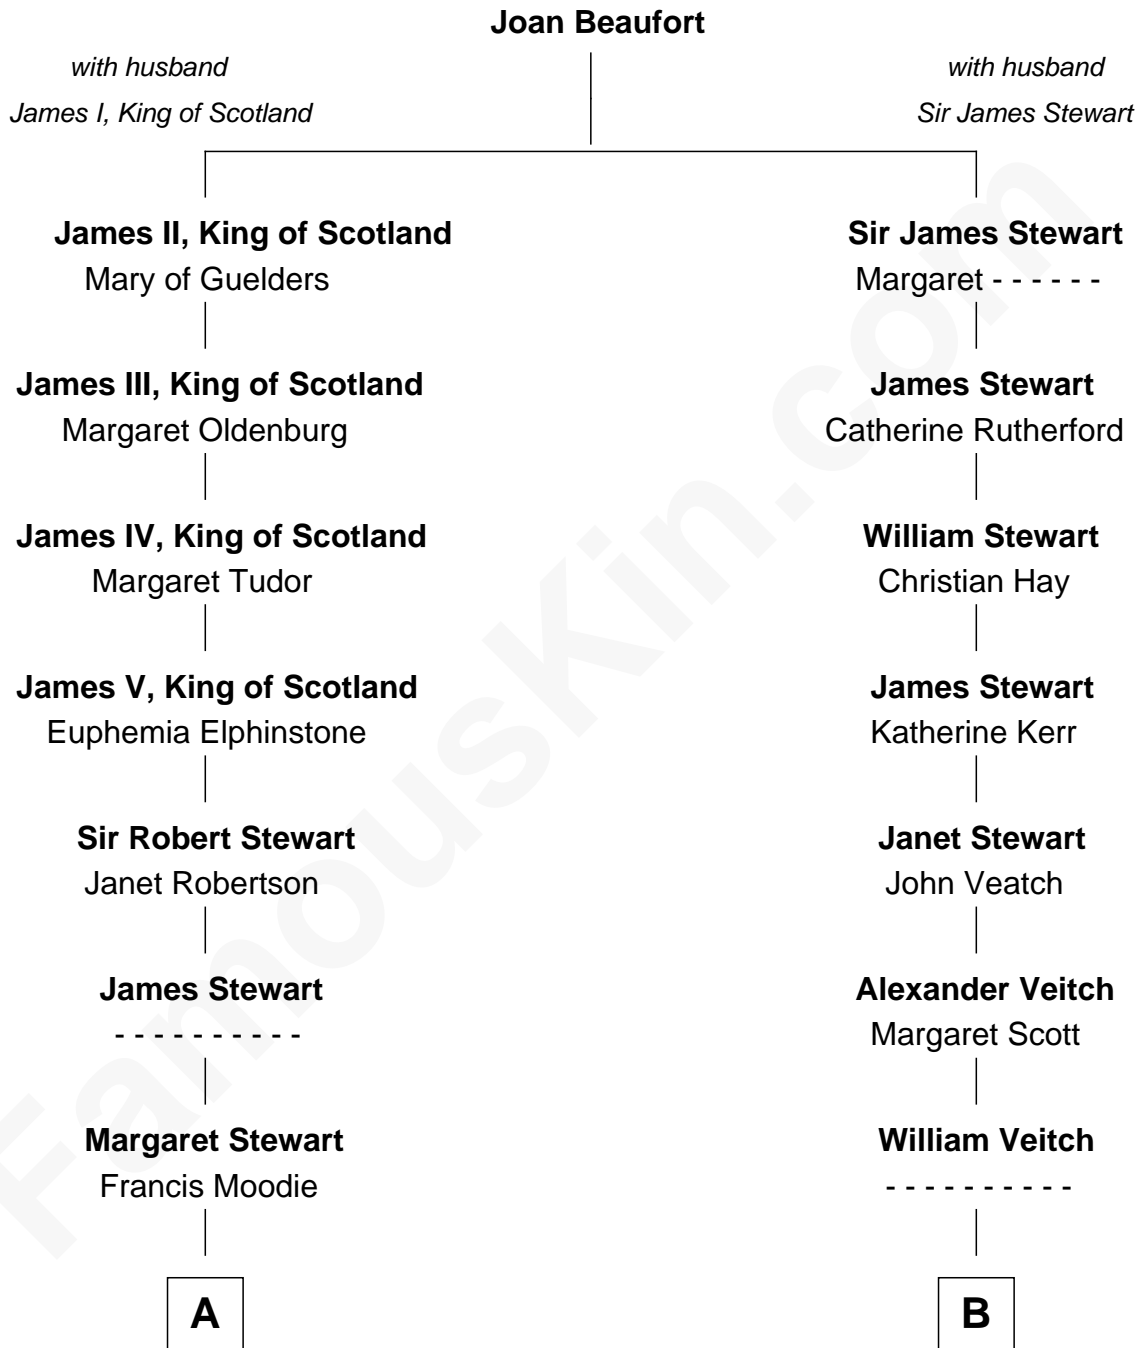 Joan Beaufort
with husband
James I, King of Scotland
with husband
Sir James Stewart
James II, King of Scotland
Mary of Guelders
Sir James Stewart
Margaret - - - - - -
James III, King of Scotland
Margaret Oldenburg
James Stewart
Catherine Rutherford
James IV, King of Scotland
Margaret Tudor
William Stewart
Christian Hay
James V, King of Scotland
Euphemia Elphinstone
James Stewart
Katherine Kerr
Sir Robert Stewart
Janet Robertson
Janet Stewart
John Veatch
James Stewart
- - - - - - - - - -
Alexander Veitch
Margaret Scott
Margaret Stewart
Francis Moodie
William Veitch
- - - - - - - - - -
A
B
FamousKin.com